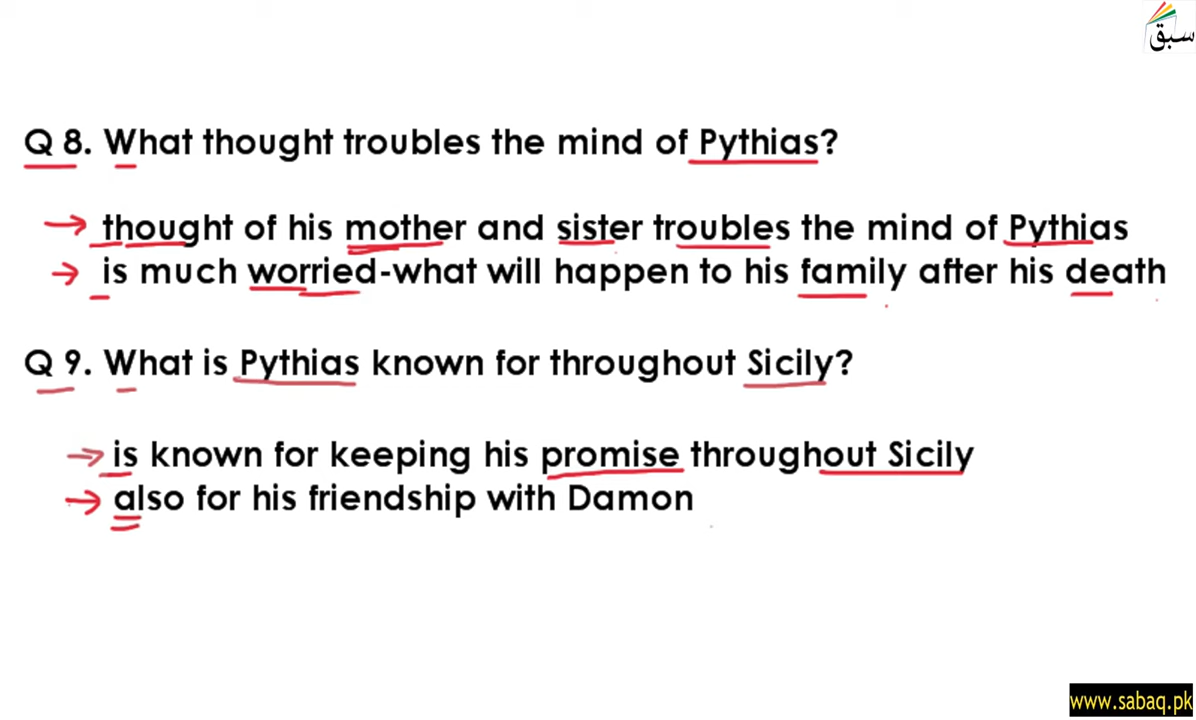 سبق
Q 8. What thought troubles the mind of Pythias?
→ thought of his mother and sister troubles the mind of Pythias
→ is much worried-what will happen to his family after his death
Q 9. What is Pythias known for throughout Sicily?
→ is known for keeping his promise throughout Sicily
→ also for his friendship with Damon
www.sabaq.pk